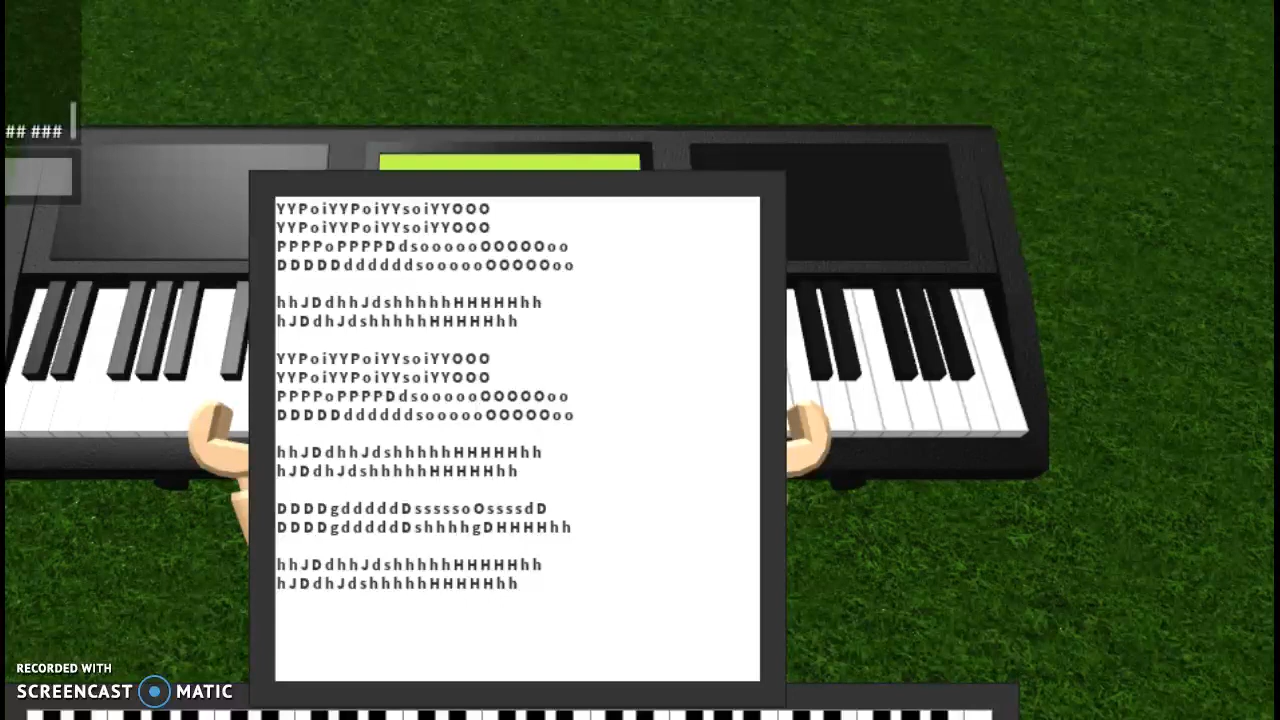 ## ###
YYPoiYYPoiYYsoiYYOOO
YYPoiYYPoiYYsoiYYOOO
PPPPoPPPPDdsoooooOOOOOoo
DDDDDddddddsoooooOOOOOoo
hhJDdhhJdshhhhhHHHHHhh
hJDdhJdshhhhhHHHHHhh
YYPoiYYPoiYYsoiYYOOO
YYPoiYYPoiYYsoiYYOOO
PPPPoPPPPDdsoooooOOOOOoo
DDDDDddddddsoooooOOOOOoo
hhJDdhhJdshhhhhHHHHHhh
hJDdhJdshhhhhHHHHHhh
DDDDgdddddDsssssoOssssdD
DDDDgdddddDshhhhgDHHHHhh
hhJDdhhJdshhhhhHHHHHhh
hJDdhJdshhhhhHHHHHhh
RECORDED WITH
SCREENCAST MATIC